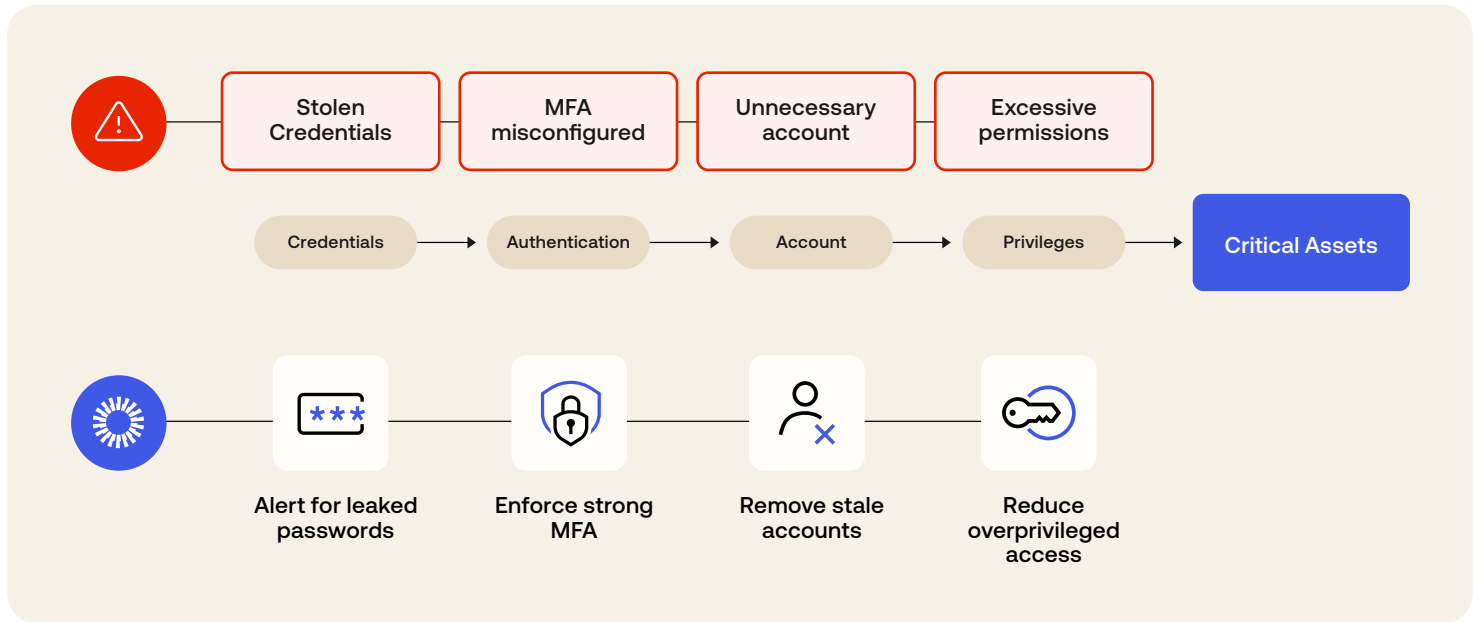 Stolen
Credentials
MFA
misconfigured
Unnecessary
account
Excessive
permissions
Credentials
Authentication
Account
Privileges
Critical Assets
***
Alert for leaked
passwords
Enforce strong
MFA
Remove stale
accounts
Reduce
overprivileged
access